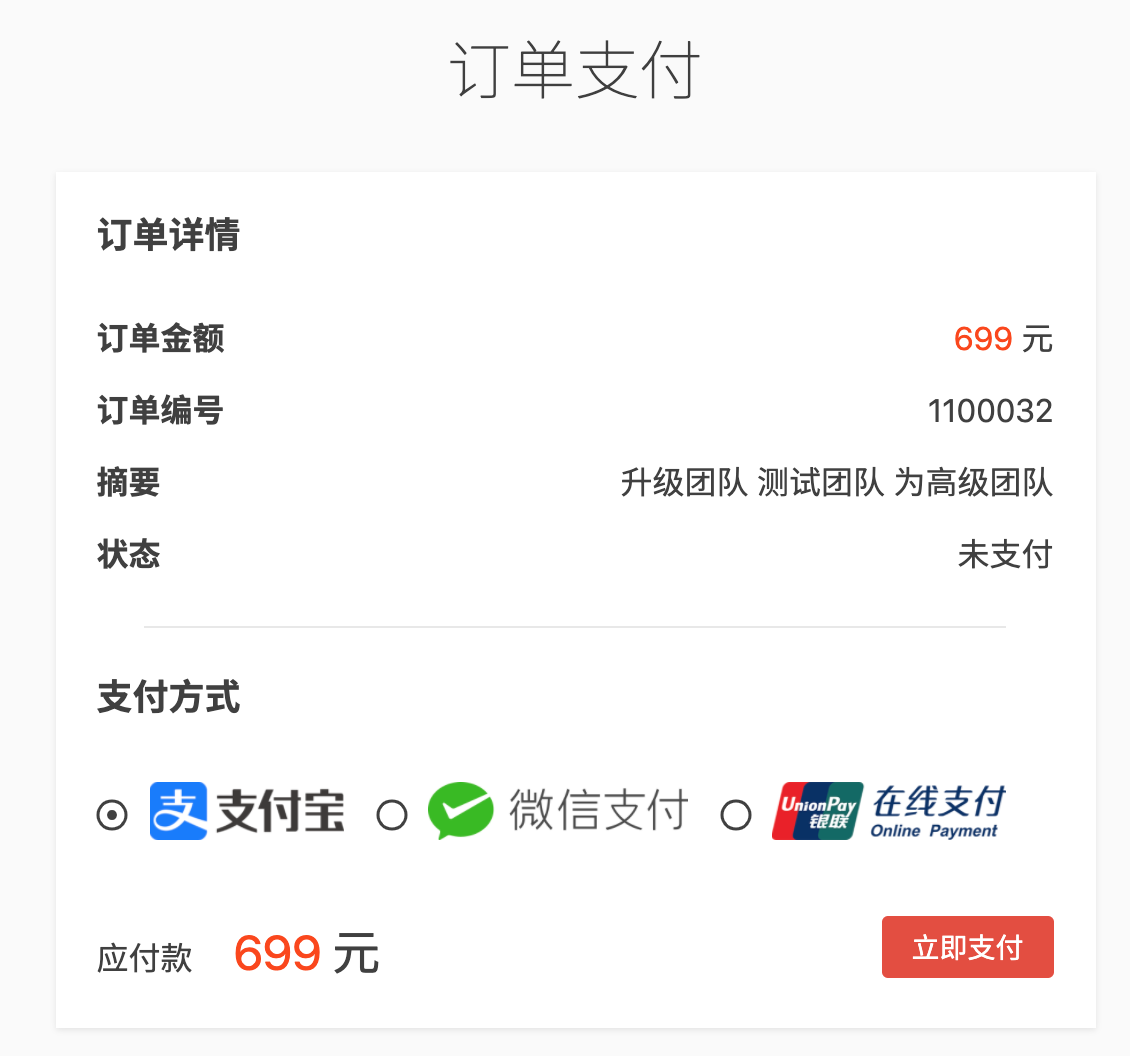 订单支付
订单详情
订单金额 699 元
订单编号 1100032
摘要 升级团队 测试团队 为高级团队
状态 未支付
支付方式
支 支付宝 微信支付 UnionPay 银联 在线支付 Online Payment
应付款 699 元 立即支付